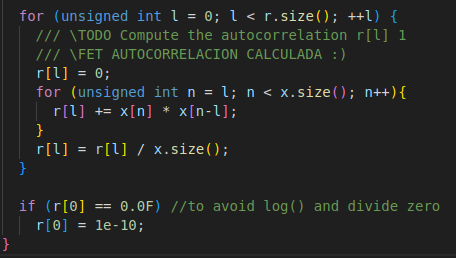 for (unsigned int l = 0; l < r.size(); ++l) {
/// \TODO Compute the autocorrelation r[l] 1
/// \FET AUTOCORRELACION CALCULADA :)
r[l] = 0;
for (unsigned int n = l; n < x.size(); n++){
r[l] += x[n] * x[n-l];
}
r[l] = r[l] / x.size();
}
if (r[0] == 0.0F) //to avoid log() and divide zero
r[0] = 1e-10;
}